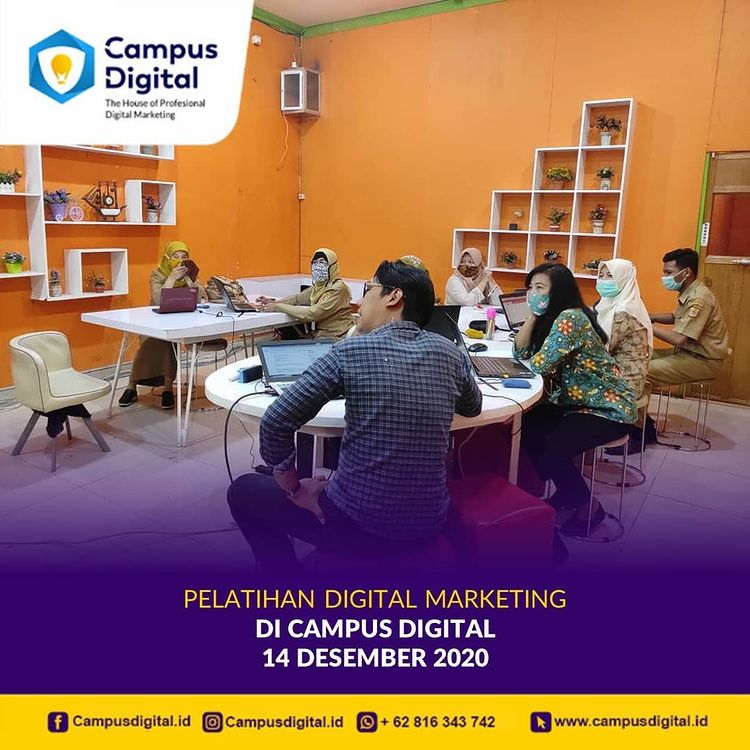 Campus
Digital
The House of Profesional
Digital Marketing
PELATIHAN DIGITAL MARKETING
DI CAMPUS DIGITAL
14 DESEMBER 2020
Campusdigital.id
Campusdigital.id
+ 62 816 343 742
www.campusdigital.id